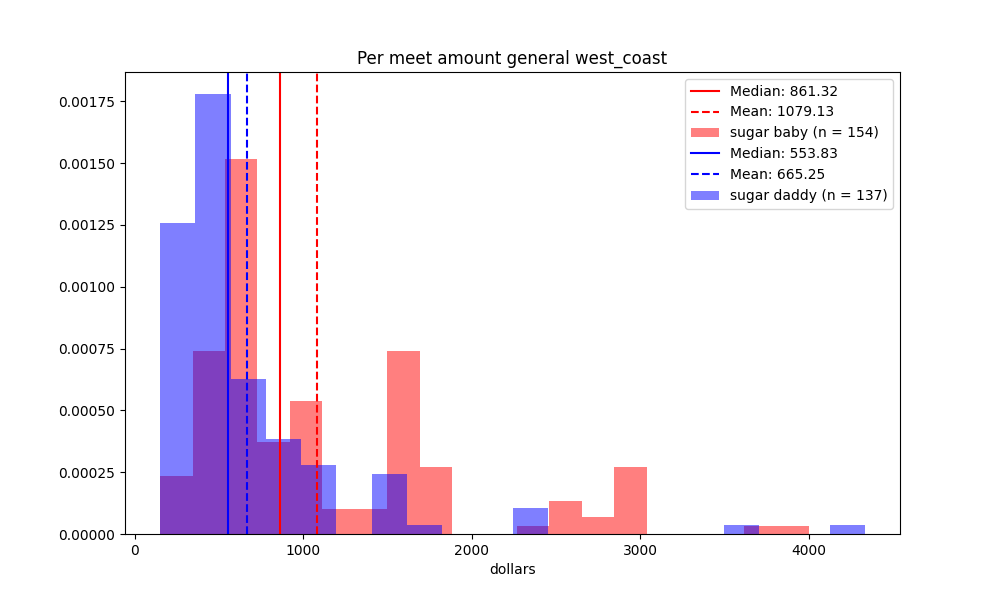 Per meet amount general west_coast
Median: 861.32
Mean: 1079.13
sugar baby (n = 154)
Median: 553.83
Mean: 665.25
sugar daddy (n = 137)
0.00175
0.00150
0.00125
0.00100
0.00075
0.00050
0.00025
0.00000
0 1000 2000 3000 4000
dollars